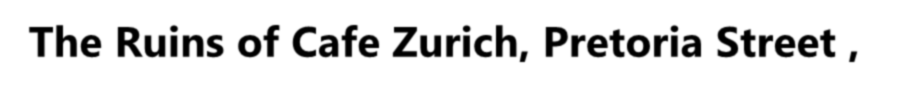 The Ruins of Cafe Zurich, Pretoria Street ,